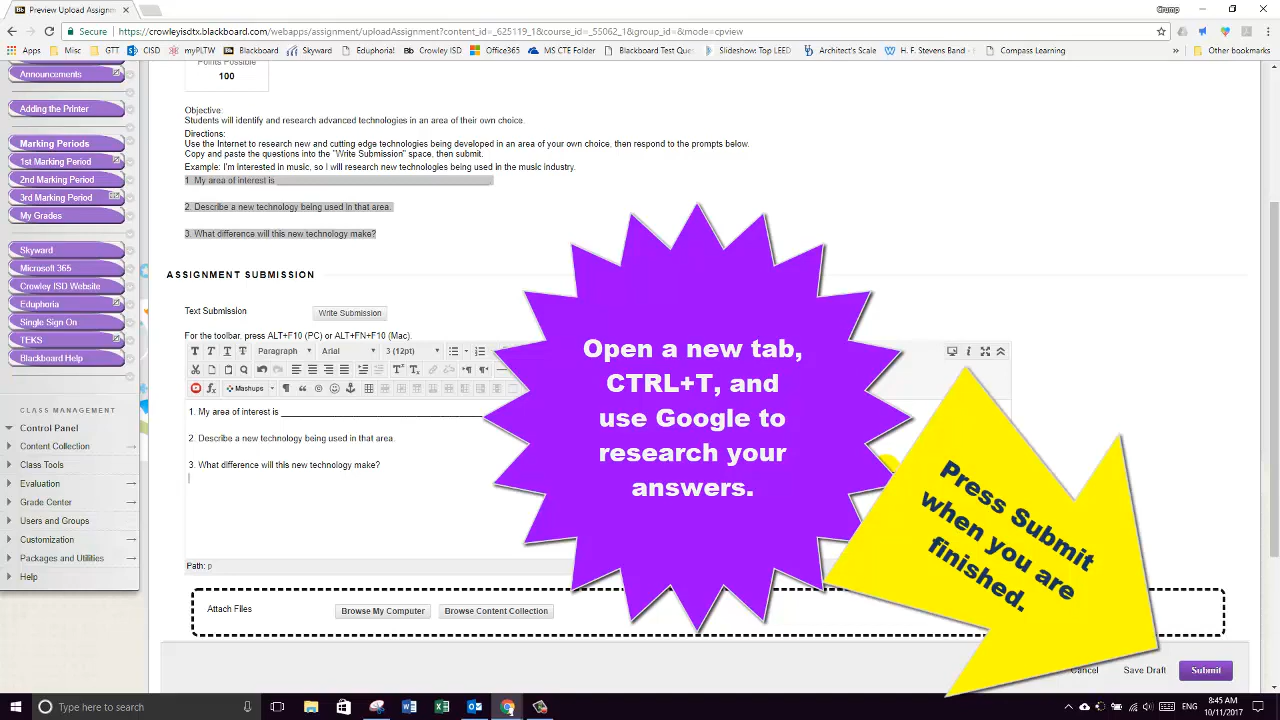 Preview Upload Assignm
Crump
Secure
https://crowleyisdtx.blackboard.com/webapps/assignment/uploadAssignment?content_id=_625119_1&course_id=_55062_1&group_id=&mode=cpview
Apps Misc GTT CISD myPLTW Blackboard Skyward Eduphoria! Crowley ISD Office365 MS CTE Folder Blackboard Test Ques Slideshows Top LEED Architect's Scale H. F. Stevens Band - Compass Learning Other bookmarks
Announcements
Adding the Printer
Marking Periods
1st Marking Period
2nd Marking Period
3rd Marking Period
My Grades
Skyward
Microsoft 365
Crowley ISD Website
Eduphoria
Single Sign On
TEKS
Blackboard Help
CLASS MANAGEMENT
Control Panel
Content Collection
Class Tools
Evaluation
Grade Center
Users and Groups
Customization
Packages and Utilities
Help
Points Possible
100
Objective:
Students will identify and research advanced technologies in an area of their own choice.
Directions:
Use the Internet to research new and cutting edge technologies being developed in an area of your own choice, then respond to the prompts below.
Copy and paste the questions into the "Write Submission" space, then submit.
Example: I'm interested in music, so I will research new technologies being used in the music industry.
1. My area of interest is ___________________________________________
2. Describe a new technology being used in that area.
3. What difference will this new technology make?
ASSIGNMENT SUBMISSION
Text Submission Write Submission
For the toolbar, press ALT+F10 (PC) or ALT+FN+F10 (Mac).
Paragraph Arial 3 (12pt)
Mashups
1. My area of interest is ___________________________________________
2. Describe a new technology being used in that area.
3. What difference will this new technology make?
Path: p
Attach Files Browse My Computer Browse Content Collection
Cancel Save Draft Submit
Open a new tab,
CTRL+T, and
use Google to
research your
answers.
Press Submit
when you are
finished.
Type here to search
ENG
8:45 AM
10/11/2017